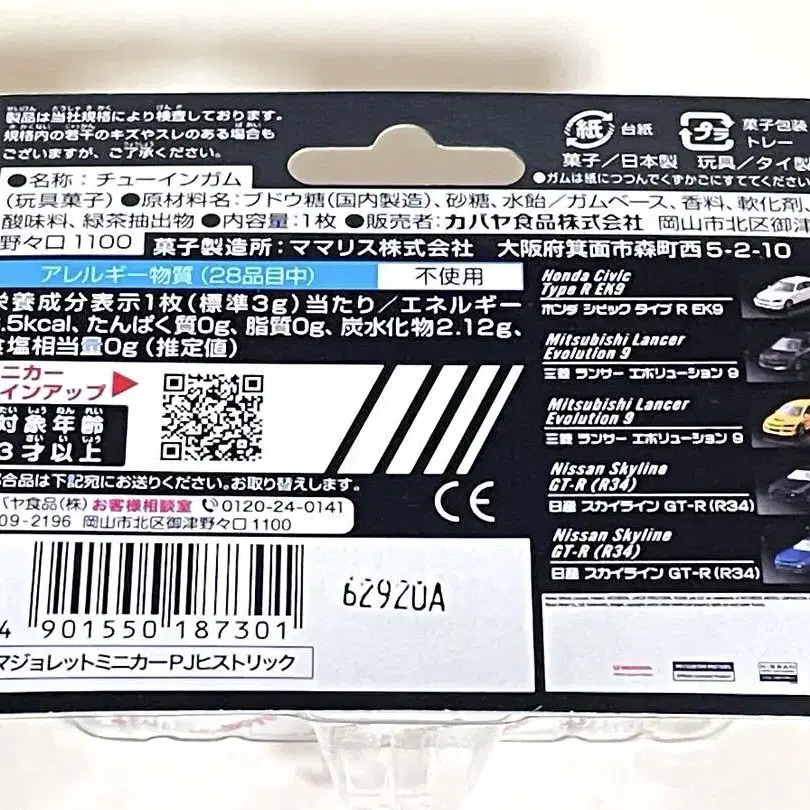 製品は当社規格により検査しております。
規格内の若干のキズやスレのある場合も
ございますが、ご了承ください。
紙 台紙
プラ 菓子包装
トレー
菓子/日本製 玩具/タイ製
●ガムは紙につつんでくずかごにすててください
●名称:チューインガム
(玩具菓子)●原材料名:ブドウ糖(国内製造)、砂糖、水飴/ガムベース、香料、軟化剤、
酸味料、緑茶抽出物 ●内容量:1枚 ●販売者:カバヤ食品株式会社 岡山市北区御津
野々口1100 菓子製造所:ママリス株式会社 大阪府箕面市森町西5-2-10
アレルギー物質(28品目中) 不使用
栄養成分表示1枚(標準3g)当たり/エネルギー
.5kcal、たんぱく質0g、脂質0g、炭水化物2.12g、
食塩相当量0g(推定値)
ニカー
インアップ
対象年齢
3才以上
Honda Civic
Type R EK9
ホンダ シビック タイプ R EK9
Mitsubishi Lancer
Evolution 9
三菱 ランサー エボリューション 9
Mitsubishi Lancer
Evolution 9
三菱 ランサー エボリューション 9
Nissan Skyline
GT-R (R34)
日産 スカイライン GT-R (R34)
Nissan Skyline
GT-R (R34)
日産 スカイライン GT-R (R34)
合品は下記宛にお送りください。お取り替えします。
バヤ食品(株)お客様相談室 0120-24-0141
09-2196 岡山市北区御津野々口1100
CE
62920A
4 901550 187301
マジョレットミニカーPJヒストリック